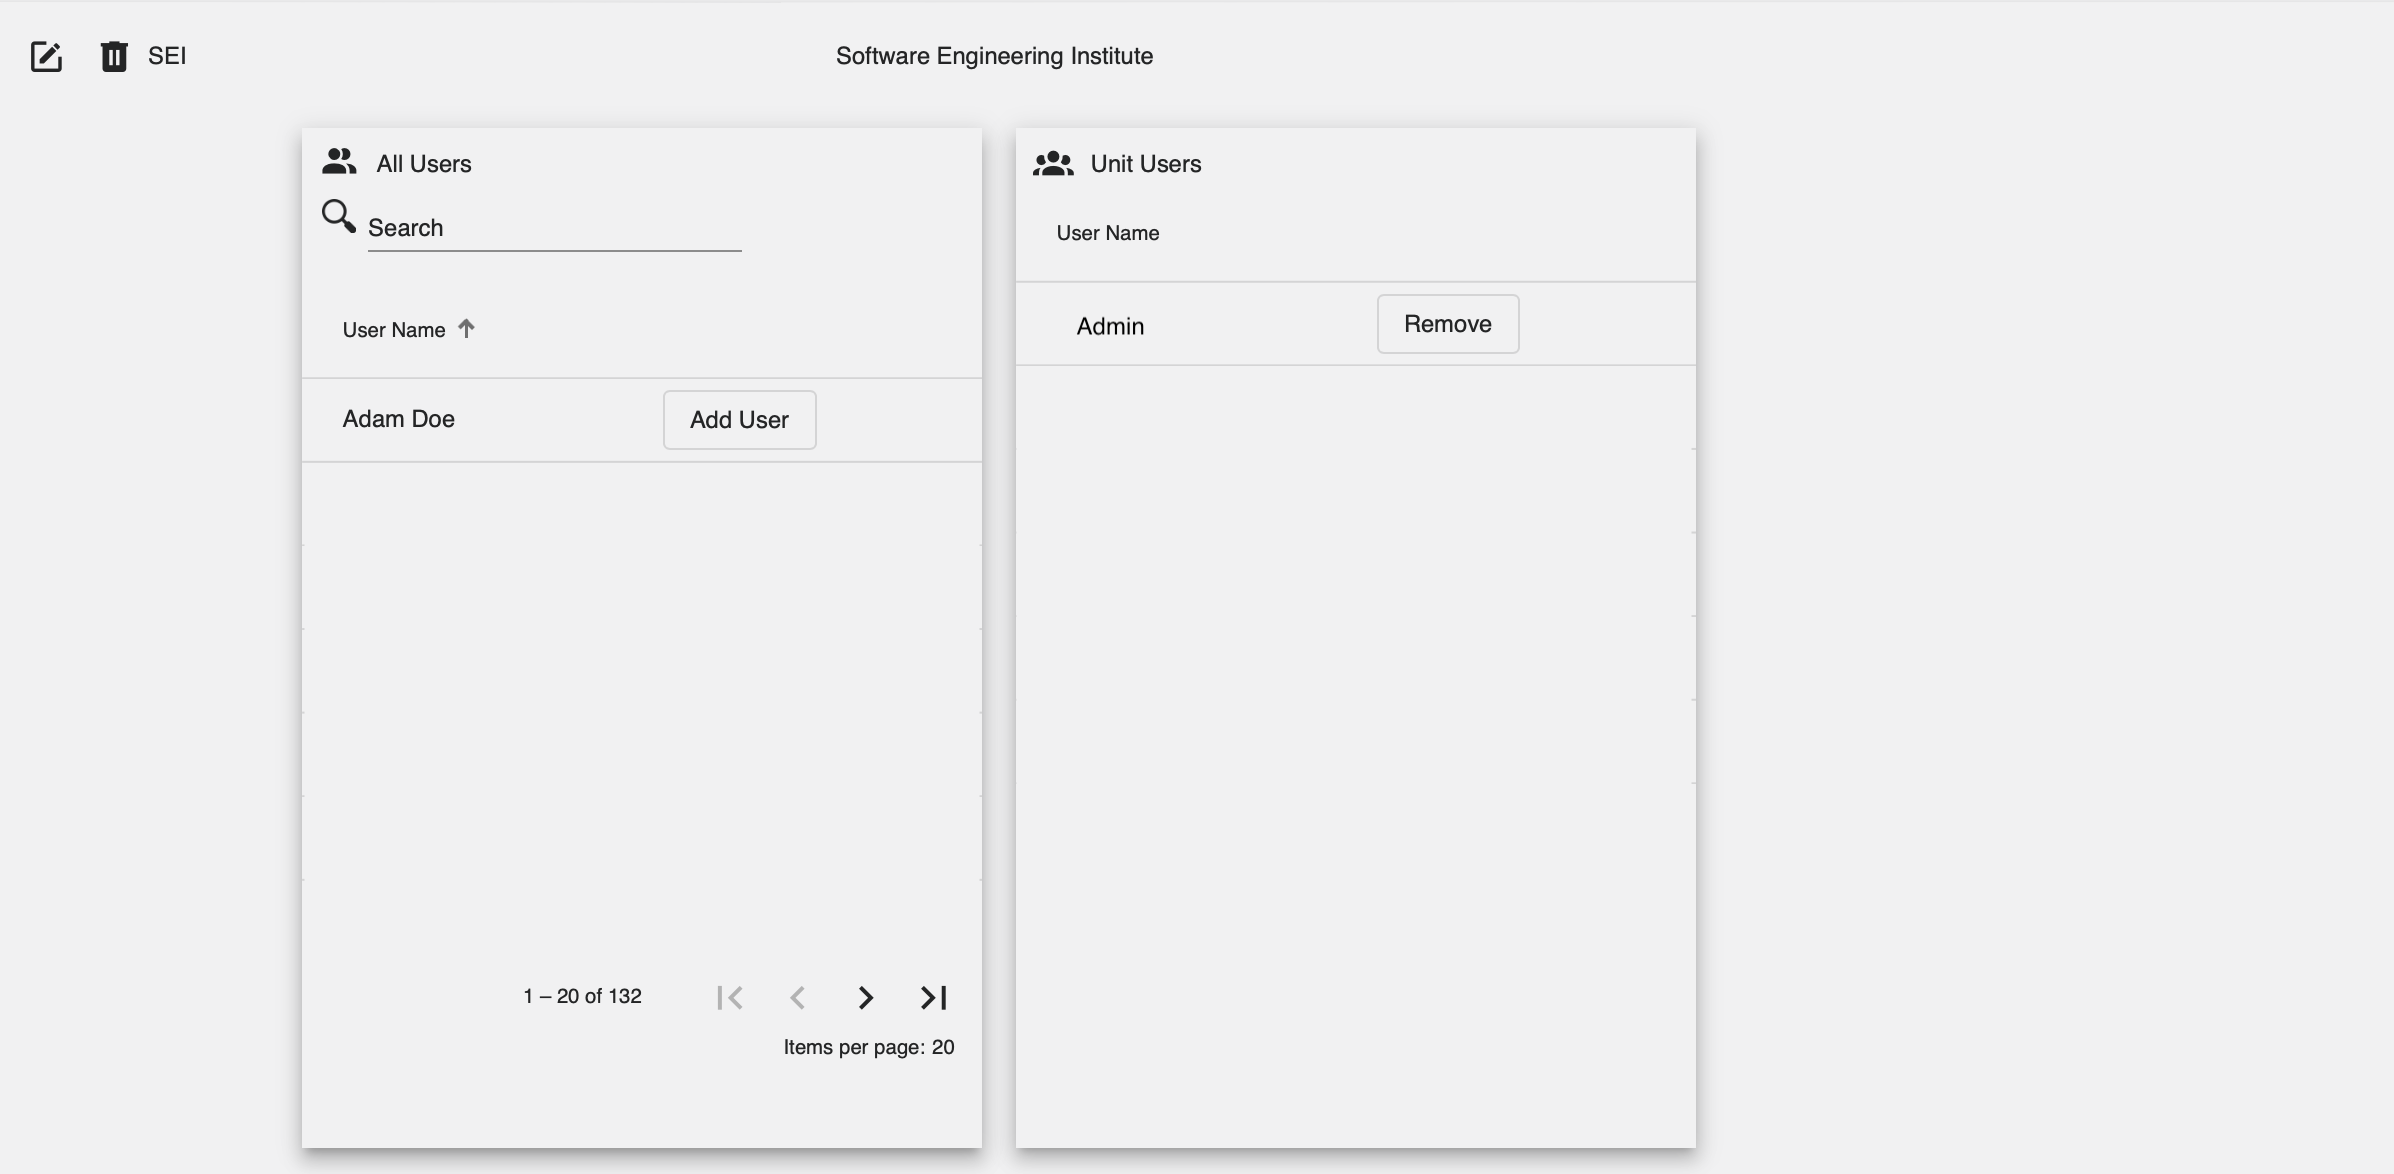 SEI Software Engineering Institute
All Users
Search
User Name
Adam Doe Add User
1 – 20 of 132
Items per page: 20
Unit Users
User Name
Admin Remove